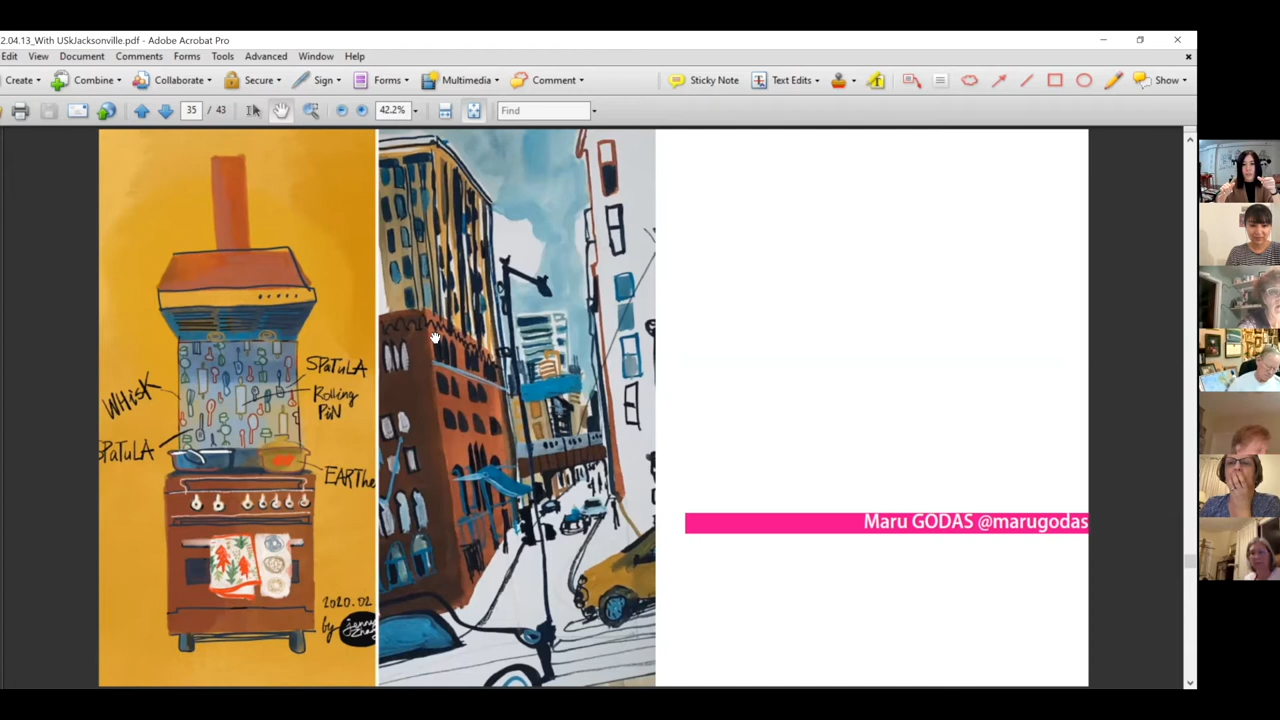 2.04.13_With USkJacksonville.pdf - Adobe Acrobat Pro
Edit View Document Comments Forms Tools Advanced Window Help
Create Combine Collaborate Secure Sign Forms Multimedia Comment Sticky Note Text Edits Show
35 / 43 42.2% Find
SPaTuLA
WHisK
Rolling
PiN
SPaTuLA
EARThe
2020.02
by
Maru GODAS @marugodas